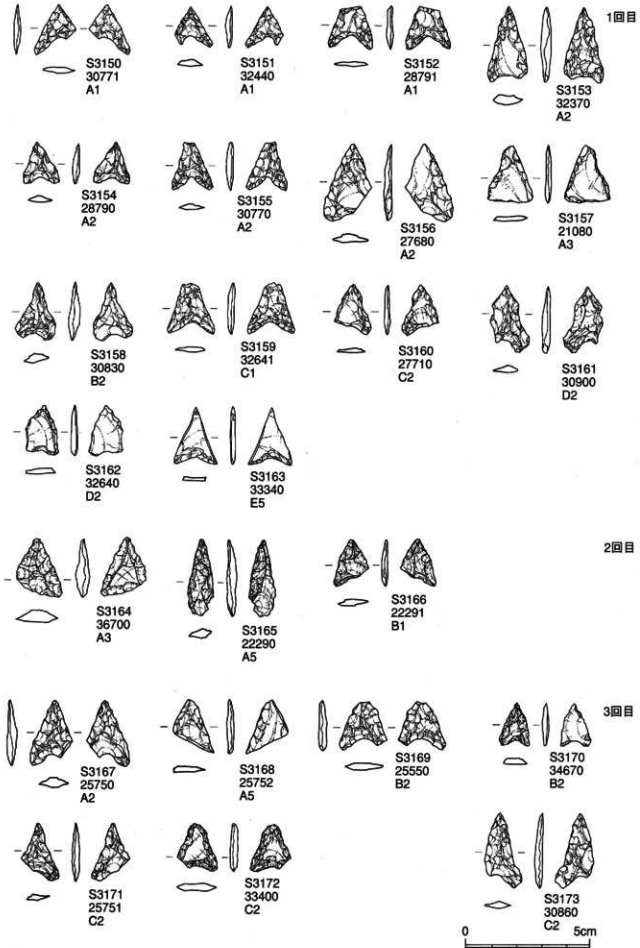 1回目
S3150
30771
A1
S3151
32440
A1
S3152
28791
A1
S3153
32370
A2
S3154
28790
A2
S3155
30770
A2
S3156
27680
A2
S3157
21080
A3
S3158
30830
B2
S3159
32641
C1
S3160
27710
C2
S3161
30900
D2
S3162
32640
D2
S3163
33340
E5
2回目
S3164
36700
A3
S3165
22290
A5
S3166
22291
B1
3回目
S3167
25750
A2
S3168
25752
A5
S3169
25550
B2
S3170
34670
B2
S3171
25751
C2
S3172
33400
C2
S3173
30860
C2
0 5cm